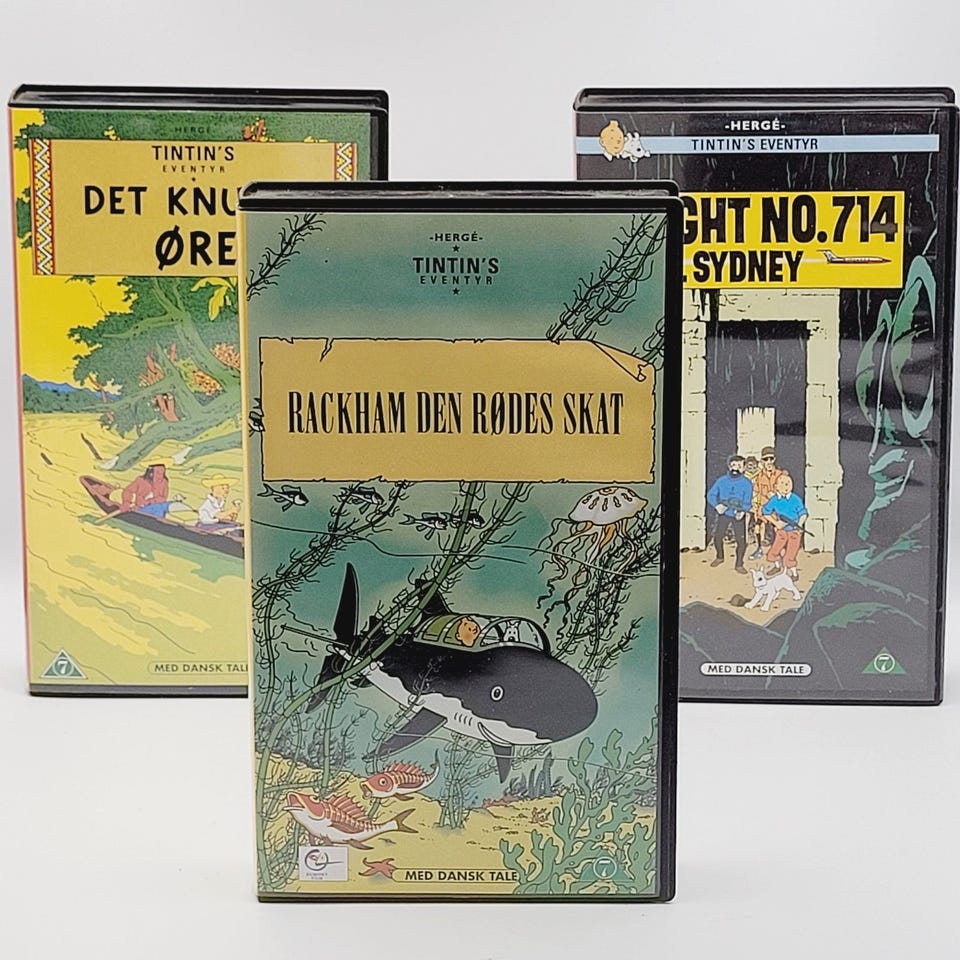 HERGÉ
TINTIN'S
EVENTYR
DET KNU
ØRE
7
MED DANSK TALE
-HERGÉ-
TINTIN'S
EVENTYR
RACKHAM DEN RØDES SKAT
MED DANSK TALE
7
-HERGÉ-
TINTIN'S EVENTYR
GHT NO.714
SYDNEY
MED DANSK TALE
7